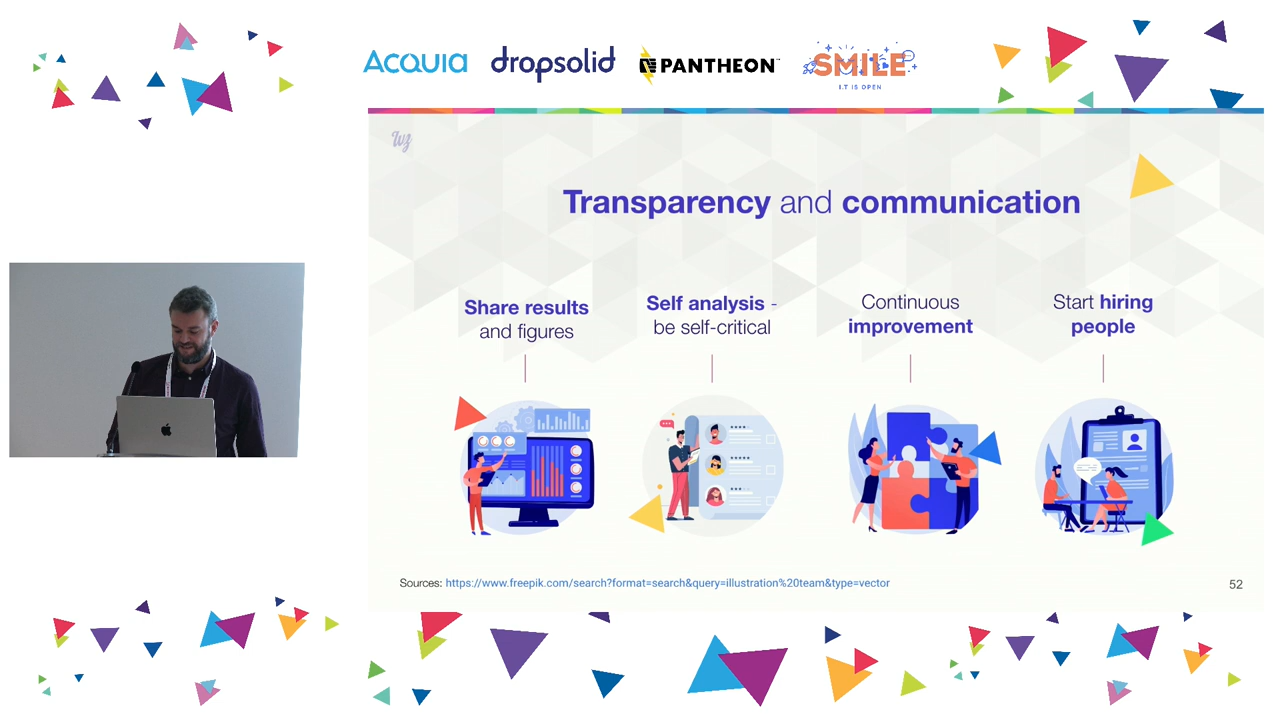 ACQUIA
dropsolid
PANTHEON
SMILE
I.T IS OPEN
Transparency and communication
Share results
and figures
Self analysis -
be self-critical
Continuous
improvement
Start hiring
people
Sources: https://www.freepik.com/search?format=search&query=illustration%20team&type=vector
52